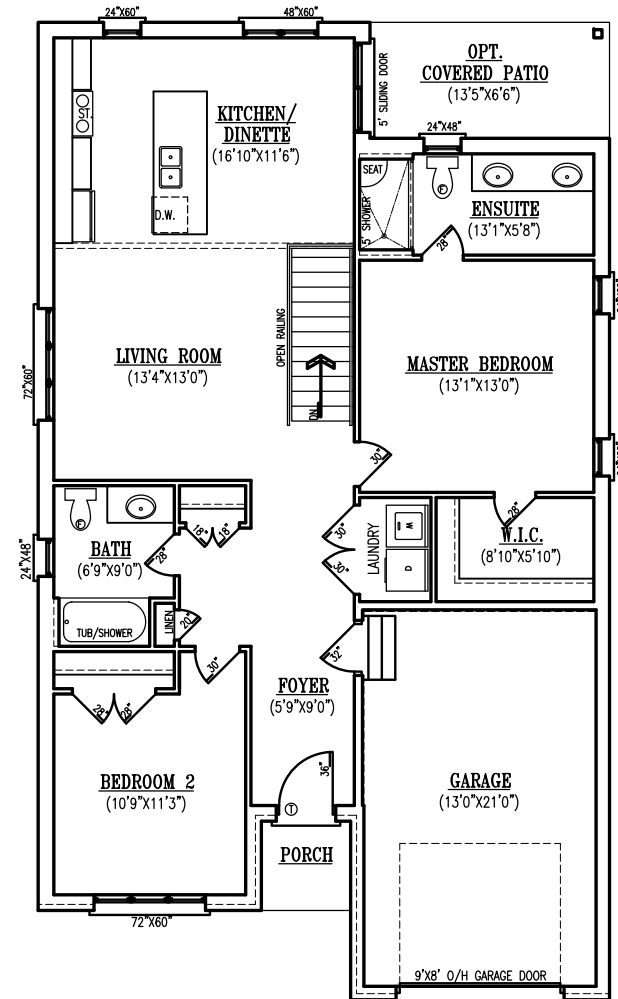 24"X60"
48"X60"
OPT.
COVERED PATIO
(13'5"X6'6")
5' SLIDING DOOR
KITCHEN/
DINETTE
(16'10"X11'6")
ST.
D.W.
24"X48"
SEAT
5' SHOWER
F
ENSUITE
(13'1"X5'8")
28"
OPEN RAILING
DN
LIVING ROOM
(13'4"X13'0")
72"X60"
MASTER BEDROOM
(13'1"X13'0")
30"
28"
W.I.C.
(8'10"X5'10")
LAUNDRY
W
D
30"
30"
F
BATH
(6'9"X9'0")
24"X48"
18"
18"
28"
TUB/SHOWER
LINEN
20"
30"
32"
FOYER
(5'9"X9'0")
28"
28"
BEDROOM 2
(10'9"X11'3")
36"
T
PORCH
GARAGE
(13'0"X21'0")
72"X60"
9'X8' O/H GARAGE DOOR